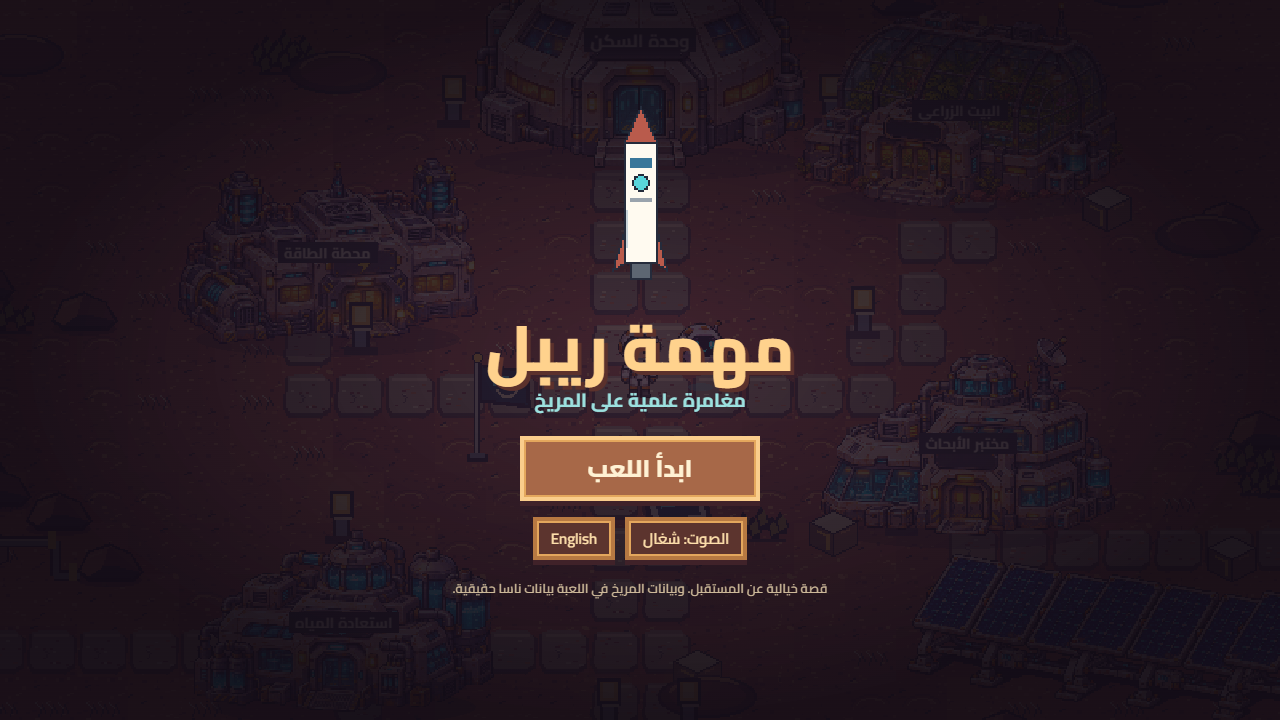 وحدة السكن
البيت الزراعي
محطة الطاقة
مهمة ريبل
مغامرة علمية على المريخ
مختبر الأبحاث
ابدأ اللعب
الصوت: شغال
English
قصة خيالية عن المستقبل. وبيانات المريخ في اللعبة بيانات ناسا حقيقية.
استعادة المياه